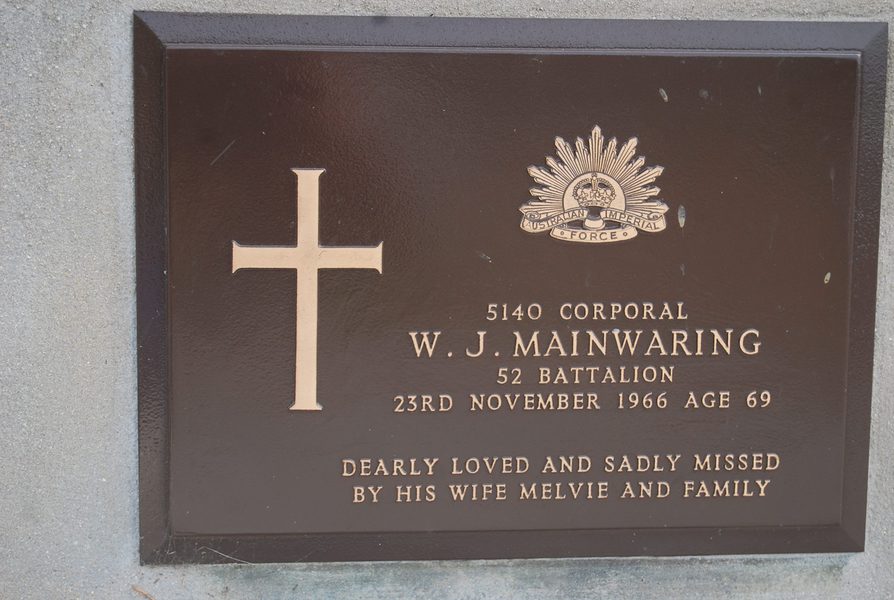 AUSTRALIAN IMPERIAL
FORCE
5140 CORPORAL
W. J. MAINWARING
52 BATTALION
23RD NOVEMBER 1966 AGE 69
DEARLY LOVED AND SADLY MISSED
BY HIS WIFE MELVIE AND FAMILY